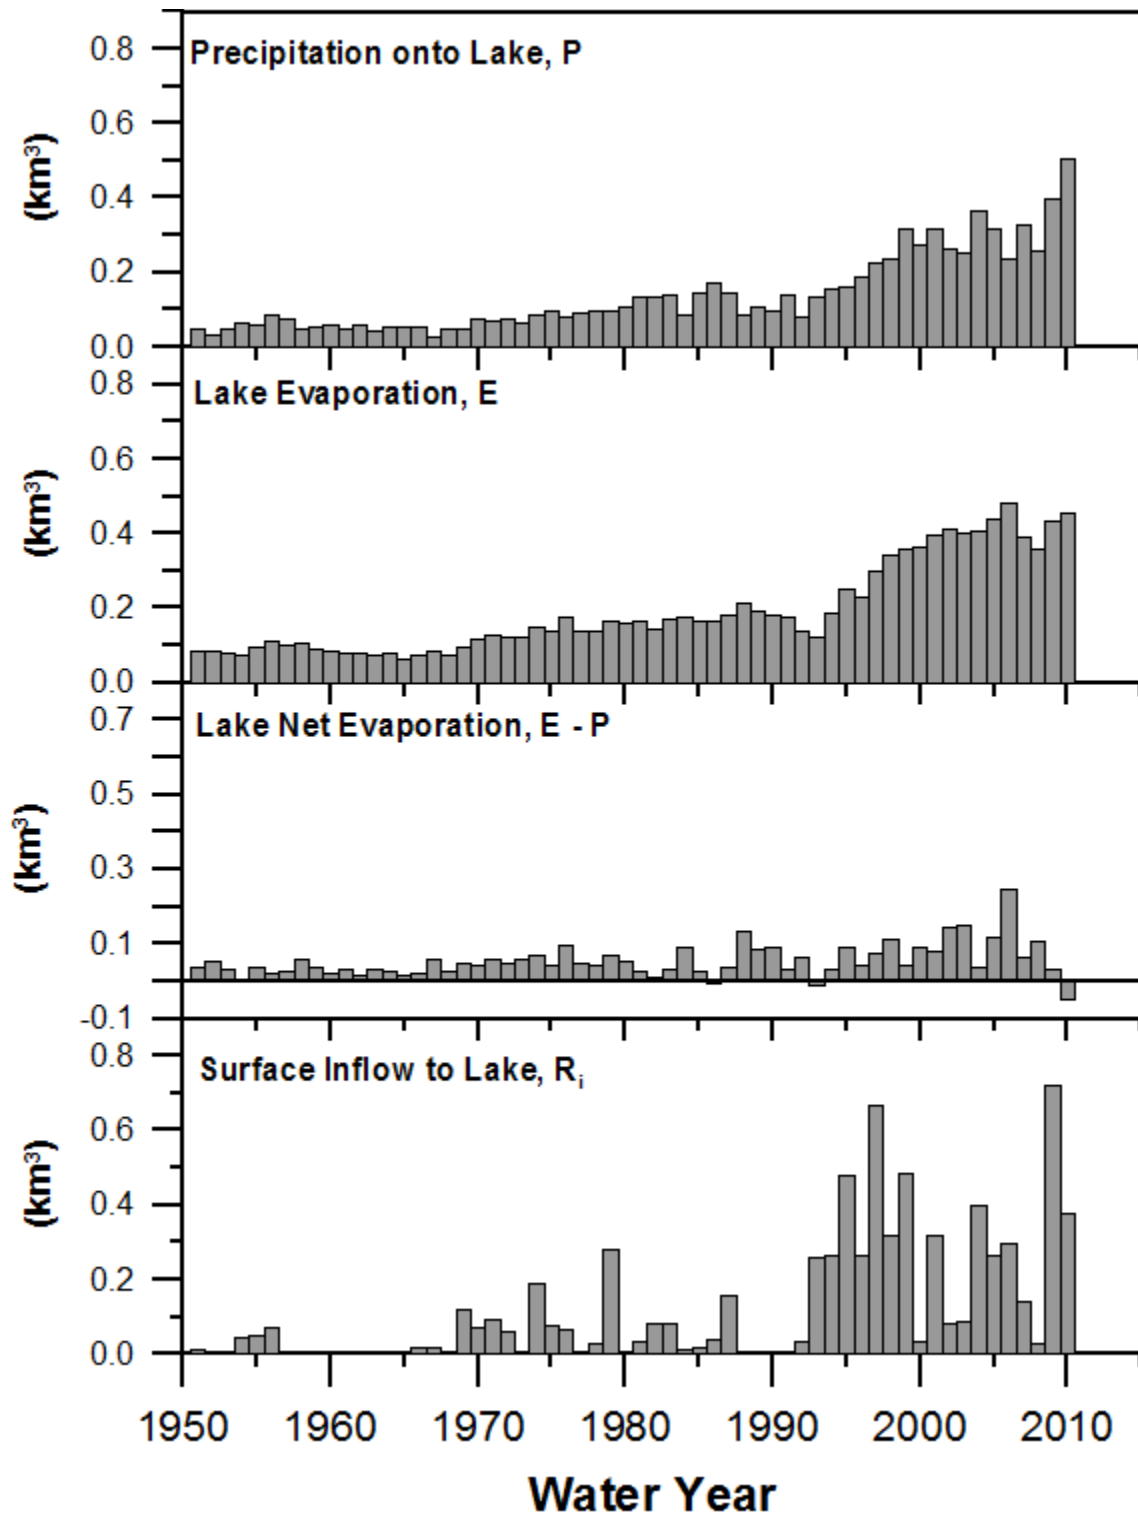 Precipitation onto Lake, P
(km³)
0.8
0.6
0.4
0.2
0.0
Lake Evaporation, E
(km³)
0.8
0.6
0.4
0.2
0.0
Lake Net Evaporation, E - P
(km³)
0.7
0.5
0.3
0.1
-0.1
Surface Inflow to Lake, Rᵢ
(km³)
0.8
0.6
0.4
0.2
0.0
1950 1960 1970 1980 1990 2000 2010
Water Year